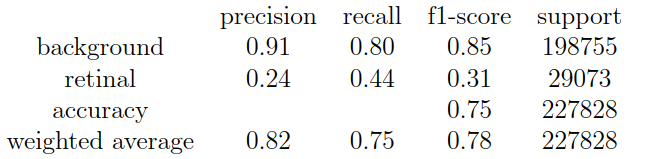 precision recall f1-score support
background 0.91 0.80 0.85 198755
retinal 0.24 0.44 0.31 29073
accuracy 0.75 227828
weighted average 0.82 0.75 0.78 227828